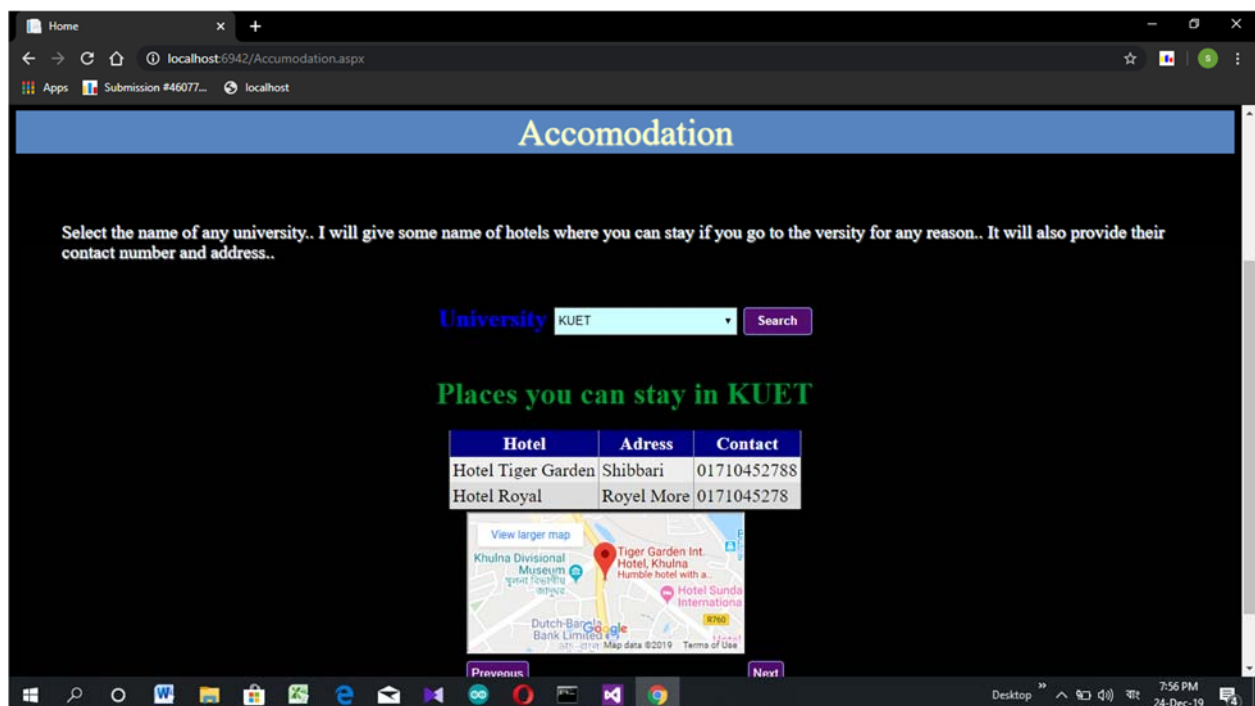 Home
localhost:6942/Accumodation.aspx
Apps Submission #46077... localhost
Accomodation
Select the name of any university.. I will give some name of hotels where you can stay if you go to the versity for any reason.. It will also provide their
contact number and address..
University KUET Search
Places you can stay in KUET
Hotel Adress Contact
Hotel Tiger Garden Shibbari 01710452788
Hotel Royal Royel More 0171045278
View larger map
Khulna Divisional
Museum
Tiger Garden Int.
Hotel, Khulna
Humble hotel with a...
Hotel Sunda
Internationa
Dutch-Bangla
Bank Limited
R760
Google
Map data ©2019 Terms of Use
Preveous Next
Desktop
7:56 PM
24-Dec-19